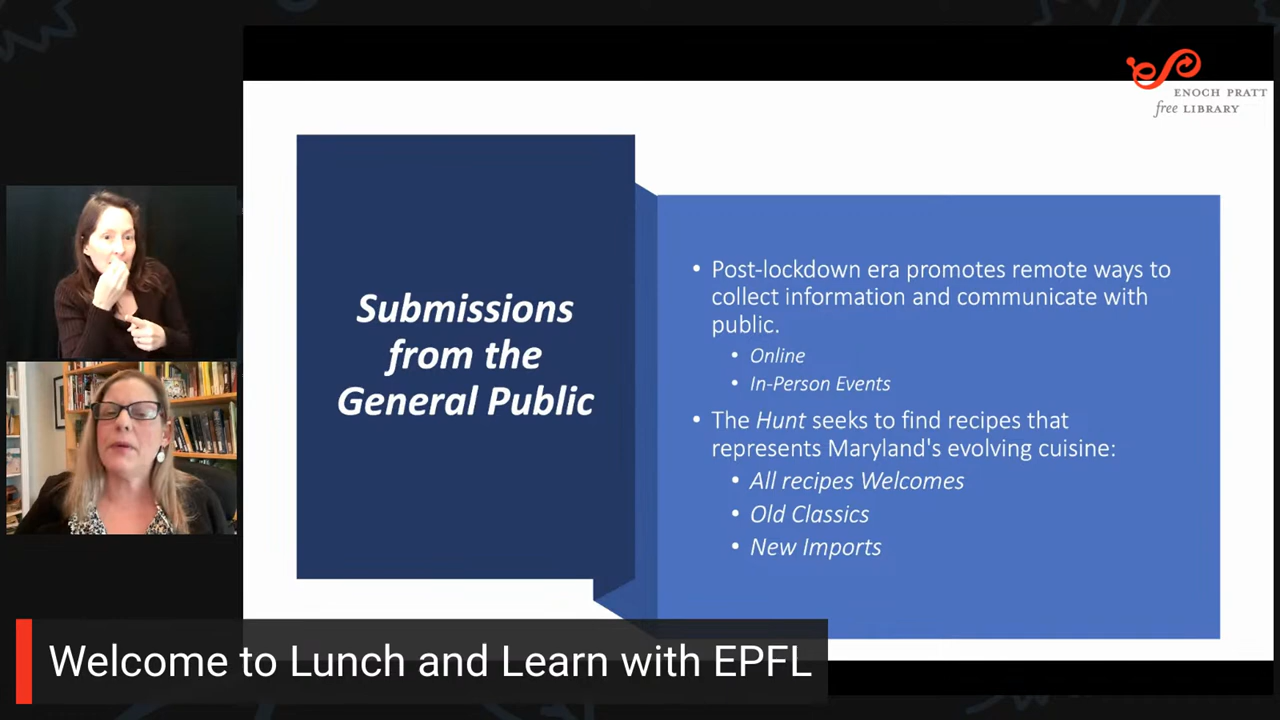 ENOCH PRATT
free LIBRARY
Submissions
from the
General Public
• Post-lockdown era promotes remote ways to
collect information and communicate with
public.
• Online
• In-Person Events
• The Hunt seeks to find recipes that
represents Maryland's evolving cuisine:
• All recipes Welcomes
• Old Classics
• New Imports
Welcome to Lunch and Learn with EPFL